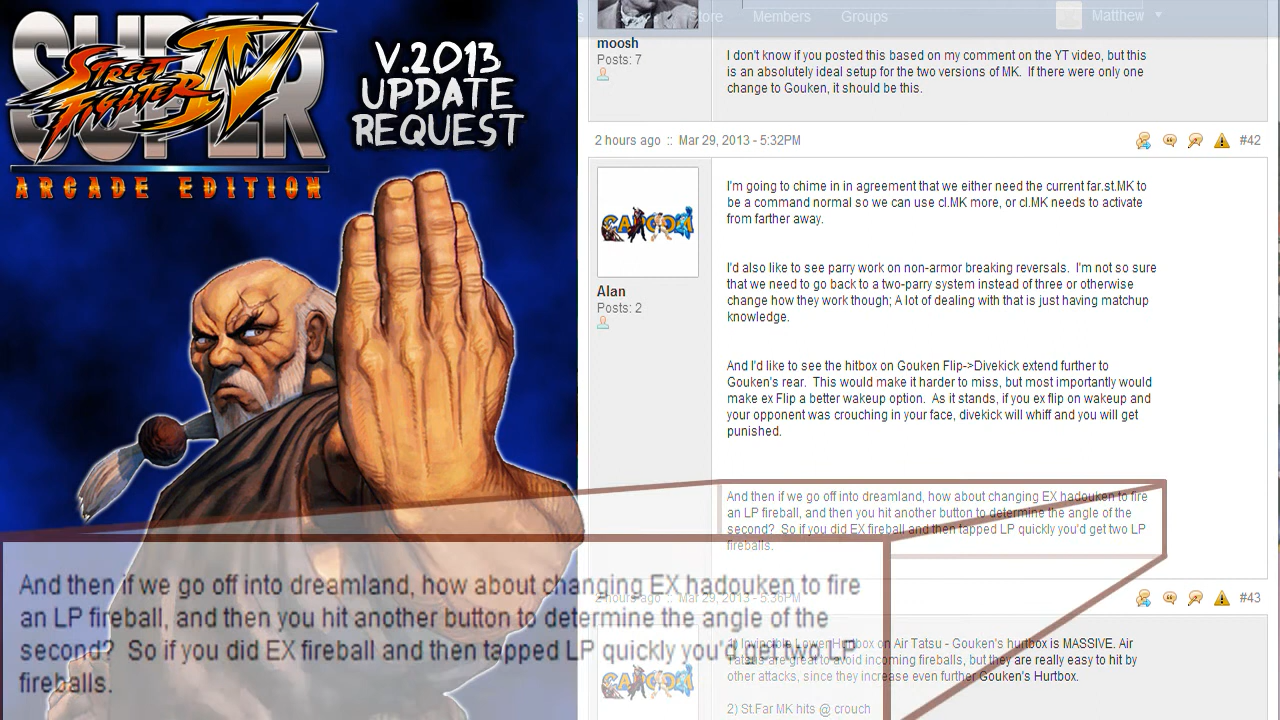 SUPER
STREET
FIGHTER IV
ARCADE EDITION
V.2013
UPDATE
REQUEST
Store Members Groups Matthew
moosh
Posts: 7
I don't know if you posted this based on my comment on the YT video, but this
is an absolutely ideal setup for the two versions of MK. If there were only one
change to Gouken, it should be this.
2 hours ago :: Mar 29, 2013 - 5:32PM #42
CAPCOM
Alan
Posts: 2
I'm going to chime in in agreement that we either need the current far.st.MK to
be a command normal so we can use cl.MK more, or cl.MK needs to activate
from farther away.
I'd also like to see parry work on non-armor breaking reversals. I'm not so sure
that we need to go back to a two-parry system instead of three or otherwise
change how they work though; A lot of dealing with that is just having matchup
knowledge.
And I'd like to see the hitbox on Gouken Flip->Divekick extend further to
Gouken's rear. This would make it harder to miss, but most importantly would
make ex Flip a better wakeup option. As it stands, if you ex flip on wakeup and
your opponent was crouching in your face, divekick will whiff and you will get
punished.
And then if we go off into dreamland, how about changing EX hadouken to fire
an LP fireball, and then you hit another button to determine the angle of the
second? So if you did EX fireball and then tapped LP quickly you'd get two LP
fireballs.
And then if we go off into dreamland, how about changing EX hadouken to fire
an LP fireball, and then you hit another button to determine the angle of the
second? So if you did EX fireball and then tapped LP quickly you'd get two LP
fireballs.
2 hours ago :: Mar 29, 2013 - 5:36PM #43
CAPCOM
1) Invicible Lower Hurtbox on Air Tatsu - Gouken's hurtbox is MASSIVE. Air
Tatsus are great to avoid incoming fireballs, but they are really easy to hit by
other attacks, since they increase even further Gouken's Hurtbox.
2) St.Far MK hits @ crouch